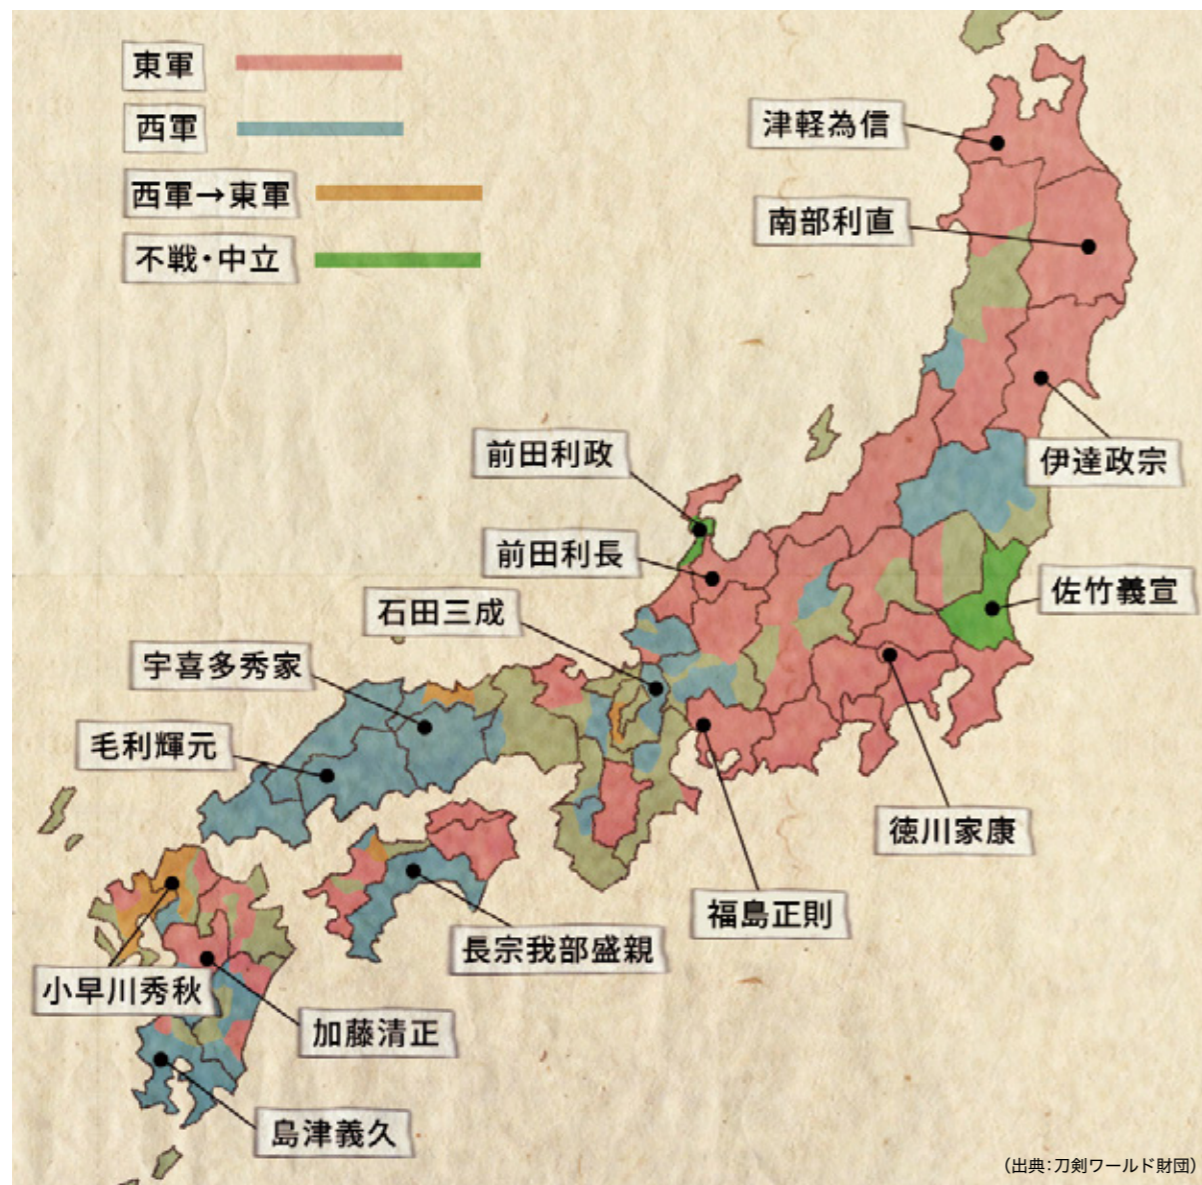 東軍
西軍
西軍→東軍
不戦・中立
津軽為信
南部利直
伊達政宗
前田利政
前田利長
佐竹義宣
石田三成
宇喜多秀家
毛利輝元
徳川家康
福島正則
長宗我部盛親
小早川秀秋
加藤清正
島津義久
(出典:刀剣ワールド財団)